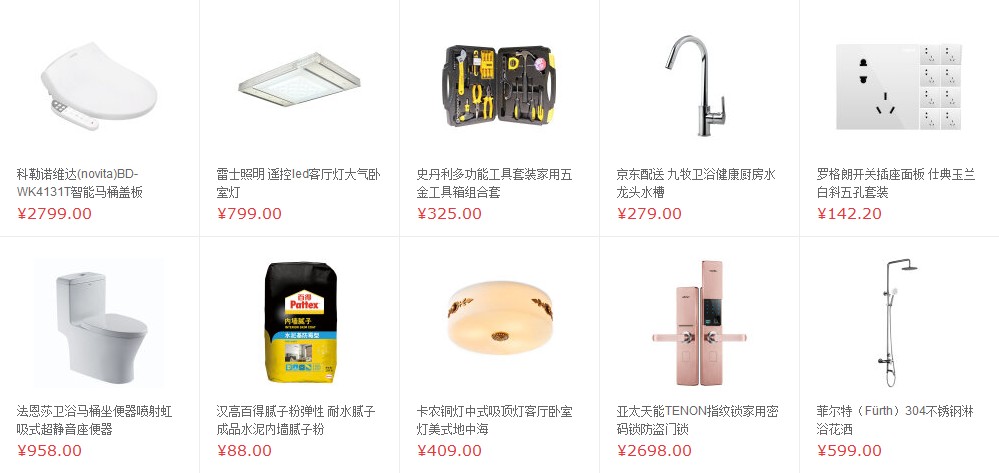 科勒诺维达(novita)BD-
WK4131T智能马桶盖板
¥2799.00
雷士照明 遥控led客厅灯大气卧
室灯
¥799.00
史丹利多功能工具套装家用五
金工具箱组合套
¥325.00
京东配送 九牧卫浴健康厨房水
龙头水槽
¥279.00
罗格朗开关插座面板 仕典玉兰
白斜五孔套装
¥142.20
百得
Pattex
内墙腻子
INTERIOR SKIM COAT
水泥基防霉型
法恩莎卫浴马桶坐便器喷射虹
吸式超静音座便器
¥958.00
汉高百得腻子粉弹性 耐水腻子
成品水泥内墙腻子粉
¥88.00
卡农铜灯中式吸顶灯客厅卧室
灯美式地中海
¥409.00
亚太天能TENON指纹锁家用密
码锁防盗门锁
¥2698.00
菲尔特（Fürth）304不锈钢淋
浴花洒
¥599.00